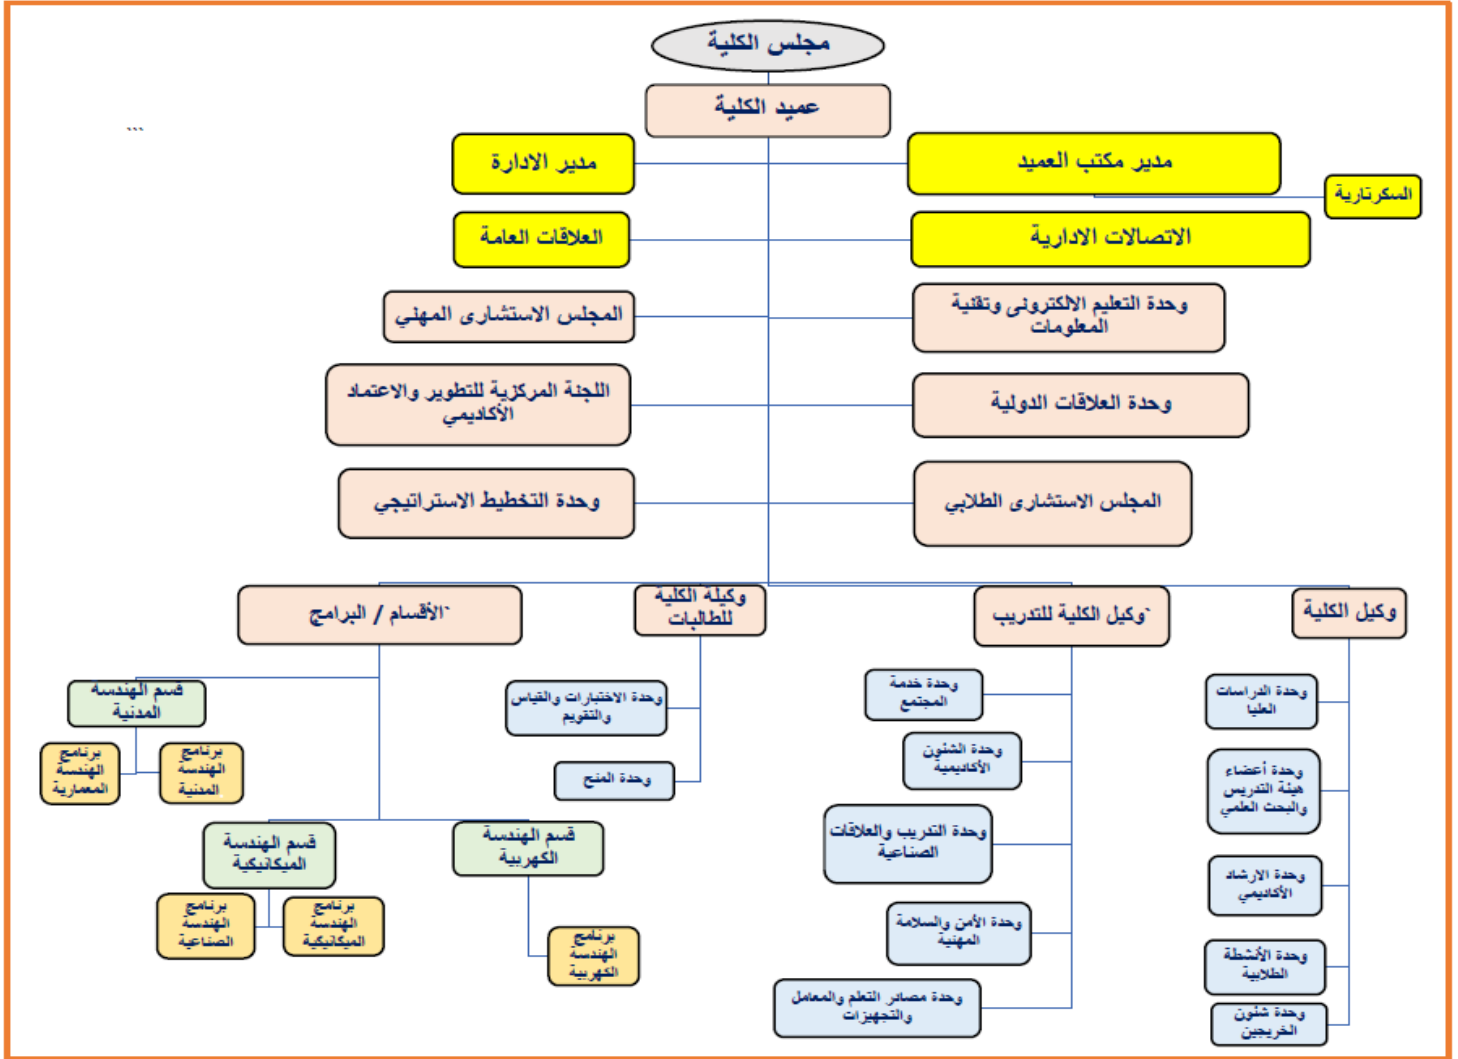 مجلس الكلية
عميد الكلية
```
مدير مكتب العميد
مدير الادارة
السكرتارية
الاتصالات الادارية
العلاقات العامة
وحدة التعليم الالكترونى وتقنية
المعلومات
المجلس الاستشارى المهني
وحدة العلاقات الدولية
اللجنة المركزية للتطوير والاعتماد
الأكاديمي
المجلس الاستشارى الطلابي
وحدة التخطيط الاستراتيجي
وكيل الكلية
`وكيل الكلية للتدريب
وكيلة الكلية
للطالبات
`الأقسام / البرامج
وحدة الدراسات
العليا
وحدة أعضاء
هيئة التدريس
والبحث العلمي
وحدة الارشاد
الأكاديمي
وحدة الأنشطة
الطلابية
وحدة شئون
الخريجين
وحدة خدمة
المجتمع
وحدة الشئون
الأكاديمية
وحدة التدريب والعلاقات
الصناعية
وحدة الأمن والسلامة
المهنية
وحدة مصادر التعلم والمعامل
والتجهيزات
وحدة الاختبارات والقياس
والتقويم
وحدة المنح
قسم الهندسة
المدنية
برنامج
الهندسة
المدنية
برنامج
الهندسة
المعمارية
قسم الهندسة
الكهربية
برنامج
الهندسة
الكهربية
قسم الهندسة
الميكانيكية
برنامج
الهندسة
الميكانيكية
برنامج
الهندسة
الصناعية